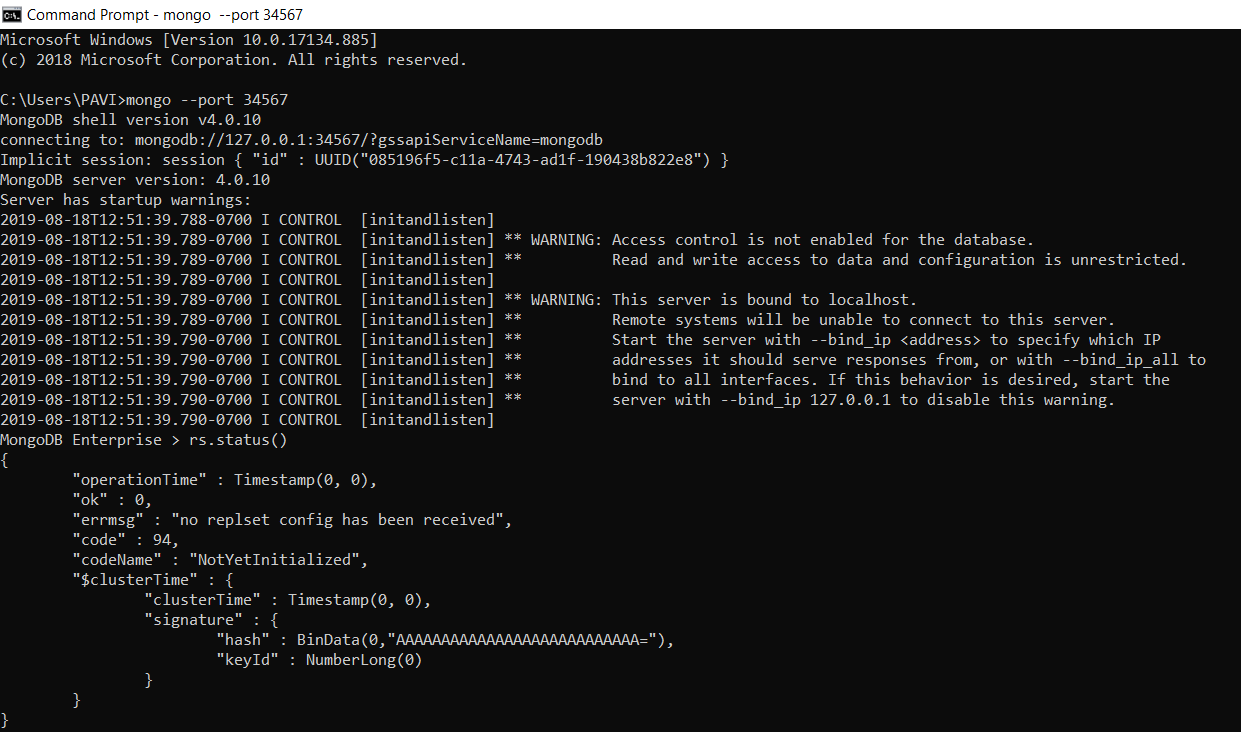 Command Prompt - mongo  --port 34567
Microsoft Windows [Version 10.0.17134.885]
(c) 2018 Microsoft Corporation. All rights reserved.

C:\Users\PAVI>mongo --port 34567
MongoDB shell version v4.0.10
connecting to: mongodb://127.0.0.1:34567/?gssapiServiceName=mongodb
Implicit session: session { "id" : UUID("085196f5-c11a-4743-ad1f-190438b822e8") }
MongoDB server version: 4.0.10
Server has startup warnings:
2019-08-18T12:51:39.788-0700 I CONTROL  [initandlisten]
2019-08-18T12:51:39.789-0700 I CONTROL  [initandlisten] ** WARNING: Access control is not enabled for the database.
2019-08-18T12:51:39.789-0700 I CONTROL  [initandlisten] **          Read and write access to data and configuration is unrestricted.
2019-08-18T12:51:39.789-0700 I CONTROL  [initandlisten]
2019-08-18T12:51:39.789-0700 I CONTROL  [initandlisten] ** WARNING: This server is bound to localhost.
2019-08-18T12:51:39.789-0700 I CONTROL  [initandlisten] **          Remote systems will be unable to connect to this server.
2019-08-18T12:51:39.790-0700 I CONTROL  [initandlisten] **          Start the server with --bind_ip <address> to specify which IP
2019-08-18T12:51:39.790-0700 I CONTROL  [initandlisten] **          addresses it should serve responses from, or with --bind_ip_all to
2019-08-18T12:51:39.790-0700 I CONTROL  [initandlisten] **          bind to all interfaces. If this behavior is desired, start the
2019-08-18T12:51:39.790-0700 I CONTROL  [initandlisten] **          server with --bind_ip 127.0.0.1 to disable this warning.
2019-08-18T12:51:39.790-0700 I CONTROL  [initandlisten]
MongoDB Enterprise > rs.status()
{
        "operationTime" : Timestamp(0, 0),
        "ok" : 0,
        "errmsg" : "no replset config has been received",
        "code" : 94,
        "codeName" : "NotYetInitialized",
        "$clusterTime" : {
                "clusterTime" : Timestamp(0, 0),
                "signature" : {
                        "hash" : BinData(0,"AAAAAAAAAAAAAAAAAAAAAAAAAAA="),
                        "keyId" : NumberLong(0)
                }
        }
}